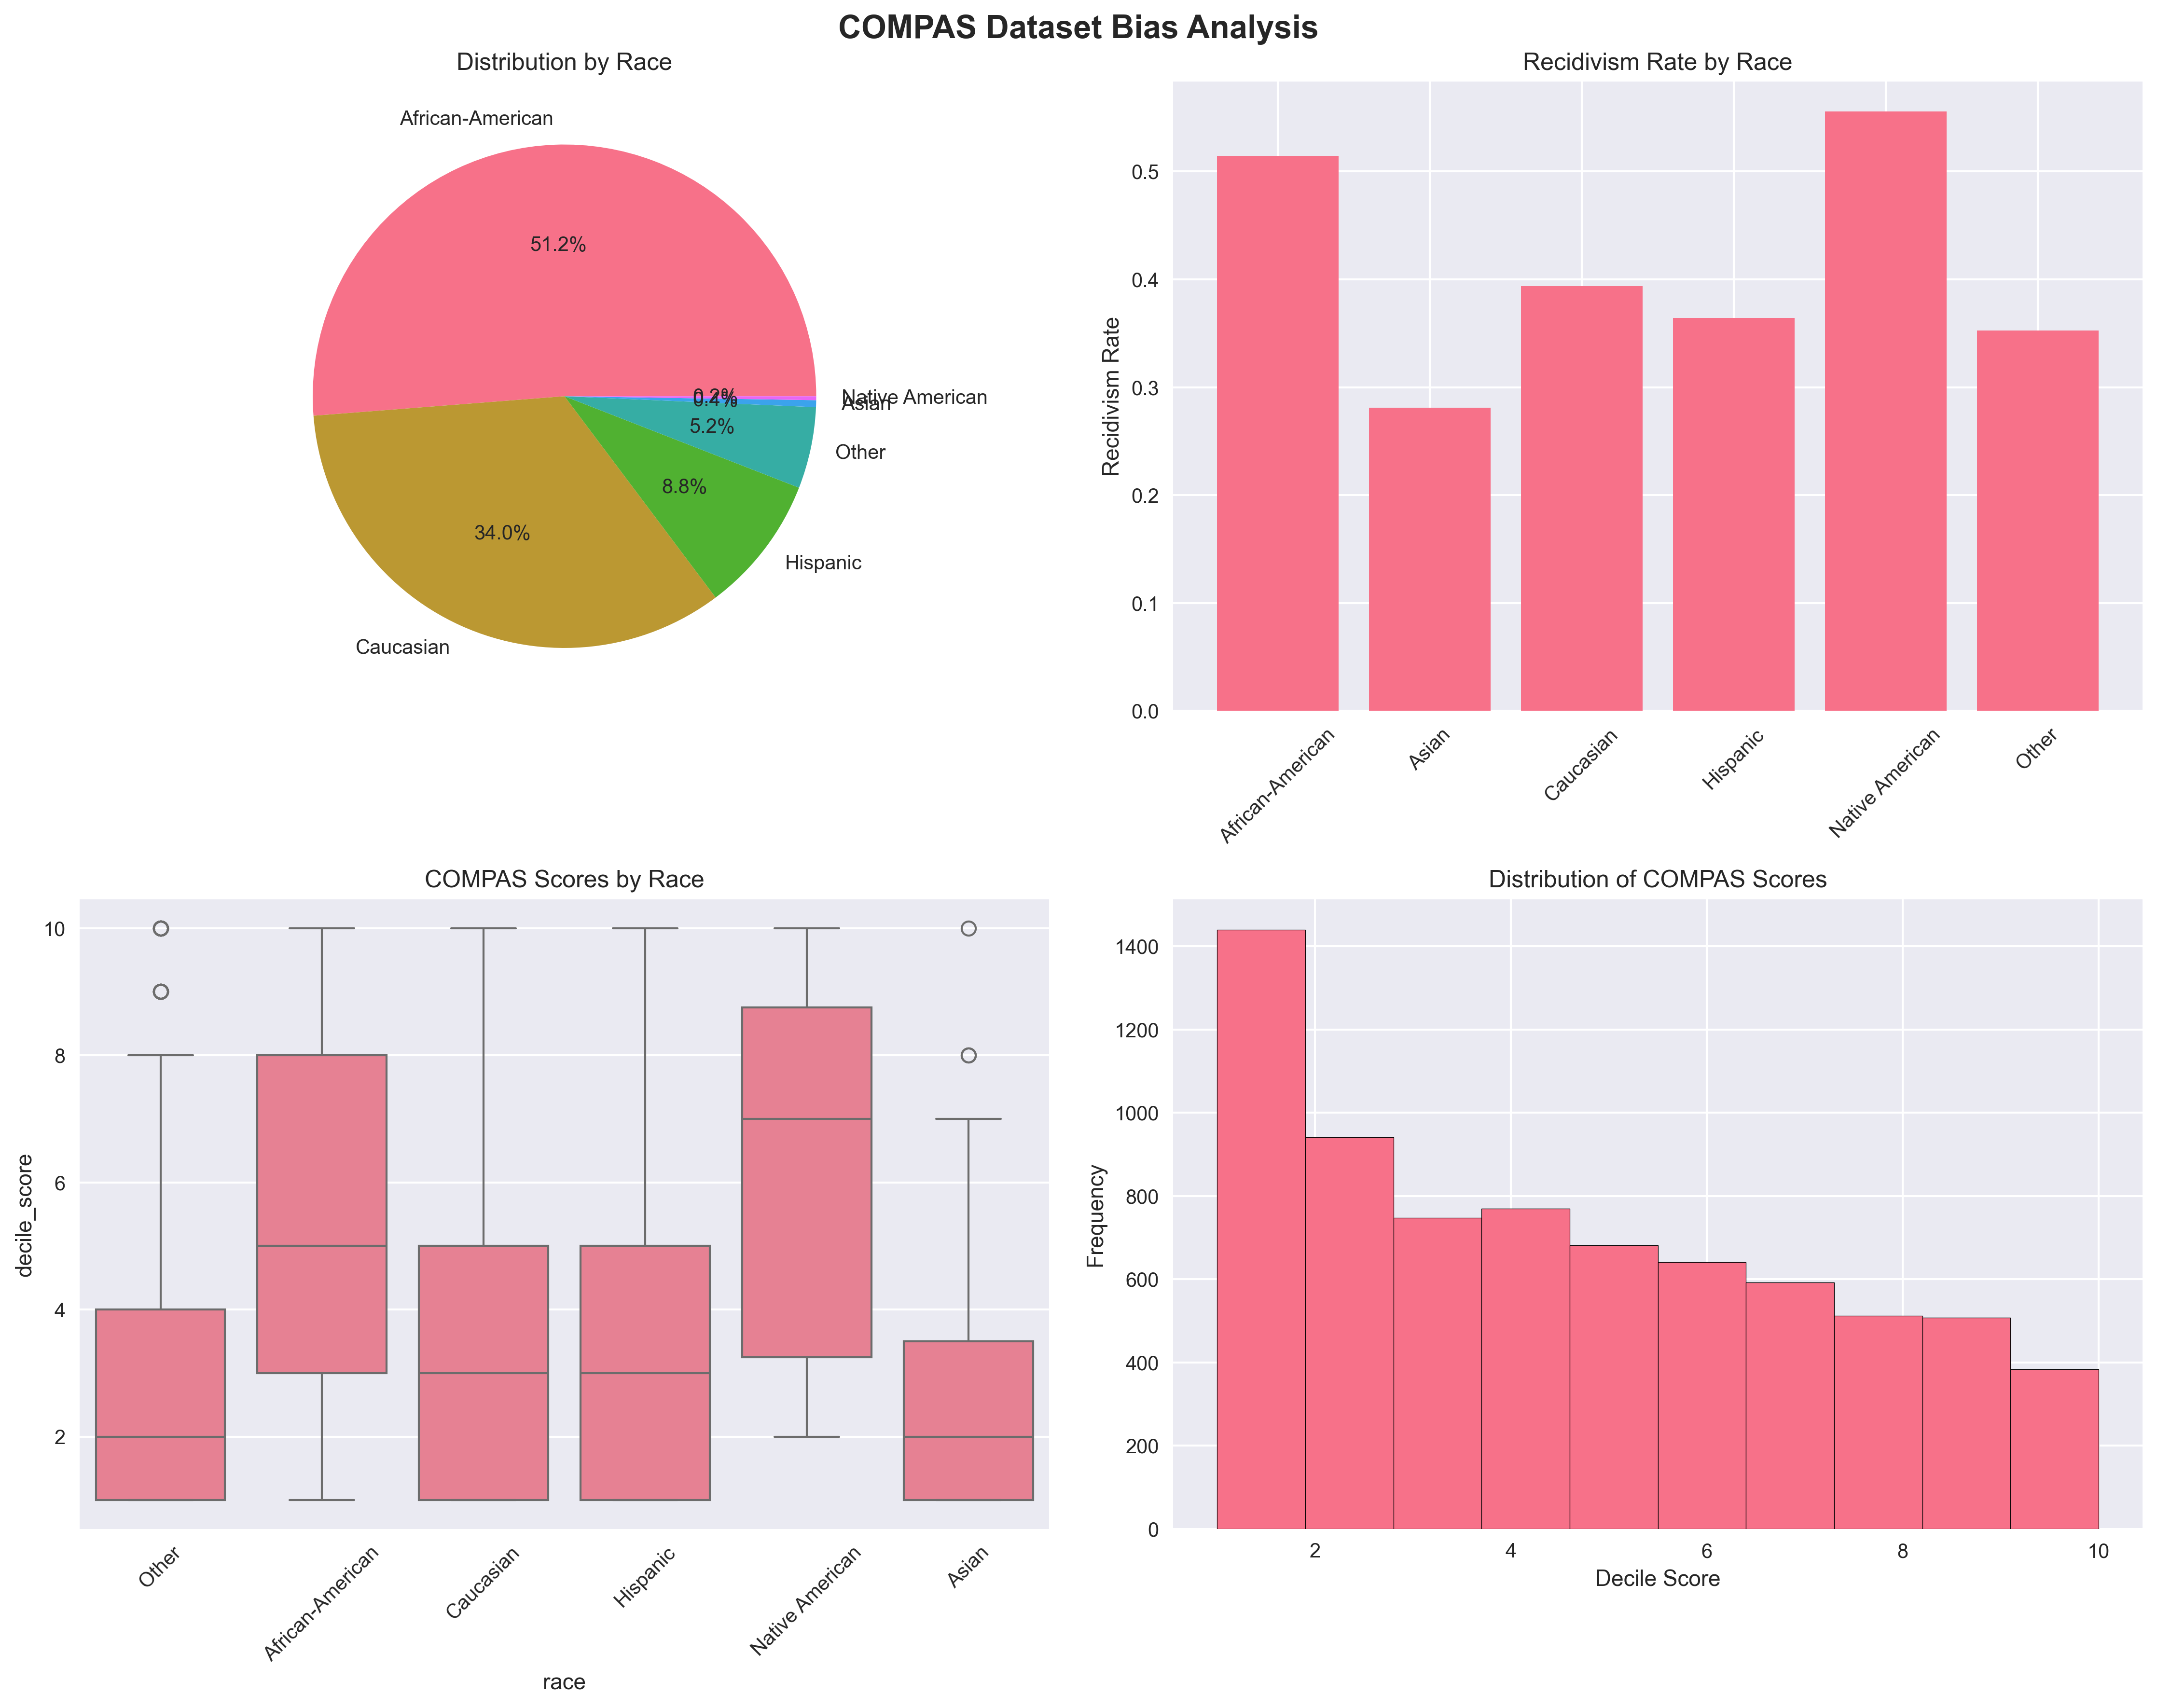 COMPAS Dataset Bias Analysis
Distribution by Race
African-American
51.2%
Native American
0.2%
Asian
0.4%
5.2%
Other
8.8%
Hispanic
34.0%
Caucasian
Recidivism Rate by Race
Recidivism Rate
0.5
0.4
0.3
0.2
0.1
0.0
African-American
Asian
Caucasian
Hispanic
Native American
Other
COMPAS Scores by Race
decile_score
10
8
6
4
2
Other
African-American
Caucasian
Hispanic
Native American
Asian
race
Distribution of COMPAS Scores
Frequency
1400
1200
1000
800
600
400
200
0
2
4
6
8
10
Decile Score